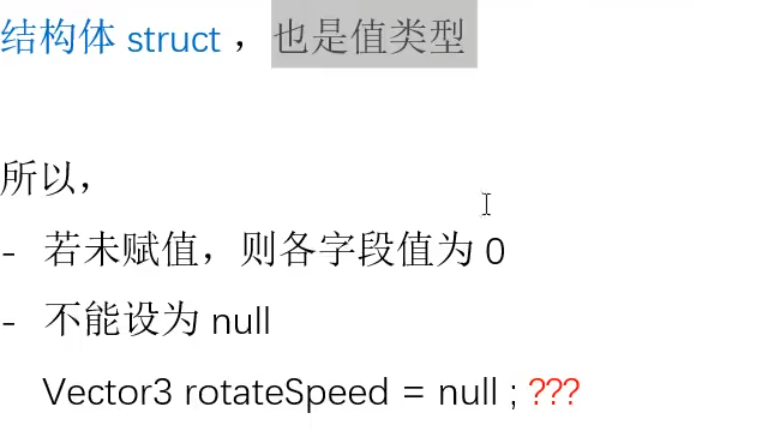 结构体 struct ，也是值类型
所以，
- 若未赋值，则各字段值为 0
- 不能设为 null
Vector3 rotateSpeed = null ; ???